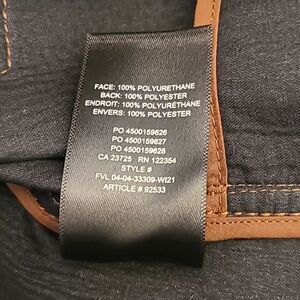 FACE: 100% POLYURETHANE
BACK: 100% POLYESTER
ENDROIT: 100% POLYURÉTHANE
ENVERS: 100% POLYESTER
PO 4500159626
PO 4500159627
PO 4500159628
CA 23725 RN 122354
STYLE #
FVL 04-04-33309-WI21
ARTICLE # 92533